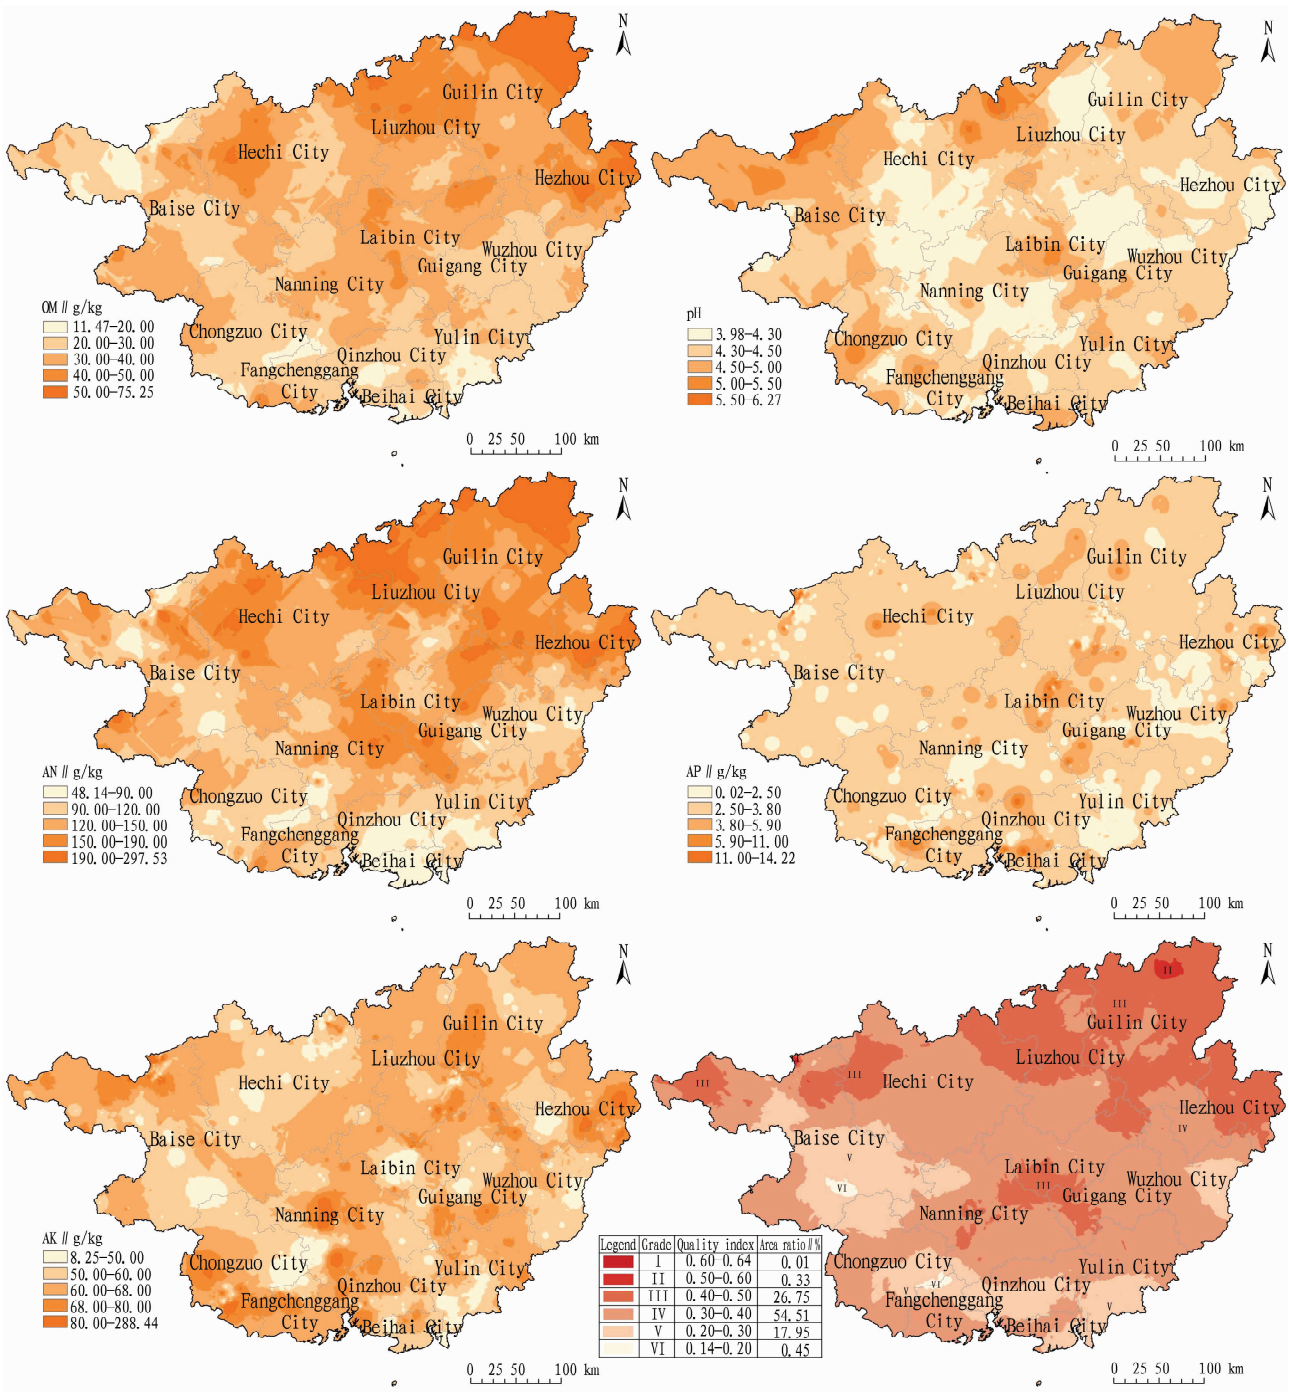 N
Guilin City
Liuzhou City
Hechi City
Hezhou City
Baise City
Laibin City
Wuzhou City
Guigang City
Nanning City
OM // g/kg
11.47—20.00
20.00—30.00
30.00—40.00
40.00—50.00
50.00—75.25
Chongzuo City
Yulin City
Qinzhou City
Fangchenggang
City
Beihai City
0 25 50 100 km
N
Guilin City
Liuzhou City
Hechi City
Hezhou City
Baise City
Laibin City
Wuzhou City
Guigang City
Nanning City
pH
3.98—4.30
4.30—4.50
4.50—5.00
5.00—5.50
5.50—6.27
Chongzuo City
Yulin City
Qinzhou City
Fangchenggang
City
Beihai City
0 25 50 100 km
N
Guilin City
Liuzhou City
Hechi City
Hezhou City
Baise City
Laibin City
Wuzhou City
Guigang City
Nanning City
AN // g/kg
48.14—90.00
90.00—120.00
120.00—150.00
150.00—190.00
190.00—297.53
Chongzuo City
Yulin City
Qinzhou City
Fangchenggang
City
Beihai City
0 25 50 100 km
N
Guilin City
Liuzhou City
Hechi City
Hezhou City
Baise City
Laibin City
Wuzhou City
Guigang City
Nanning City
AP // g/kg
0.02—2.50
2.50—3.80
3.80—5.90
5.90—11.00
11.00—14.22
Chongzuo City
Yulin City
Qinzhou City
Fangchenggang
City
Beihai City
0 25 50 100 km
N
Guilin City
Liuzhou City
Hechi City
Hezhou City
Baise City
Laibin City
Wuzhou City
Guigang City
Nanning City
AK // g/kg
8.25—50.00
50.00—60.00
60.00—68.00
68.00—80.00
80.00—288.44
Chongzuo City
Yulin City
Qinzhou City
Fangchenggang
City
Beihai City
0 25 50 100 km
N
II
III
Guilin City
Liuzhou City
III
III
Hechi City
Hezhou City
IV
Baise City
V
Laibin City
Wuzhou City
VI
III
Guigang City
Nanning City
Chongzuo City
Yulin City
VI
Qinzhou City
V
Fangchenggang
V
City
Beihai City
Legend Grade Quality index Area ratio // %
I 0.60—0.64 0.01
II 0.50—0.60 0.33
III 0.40—0.50 26.75
IV 0.30—0.40 54.51
V 0.20—0.30 17.95
VI 0.14—0.20 0.45
0 25 50 100 km